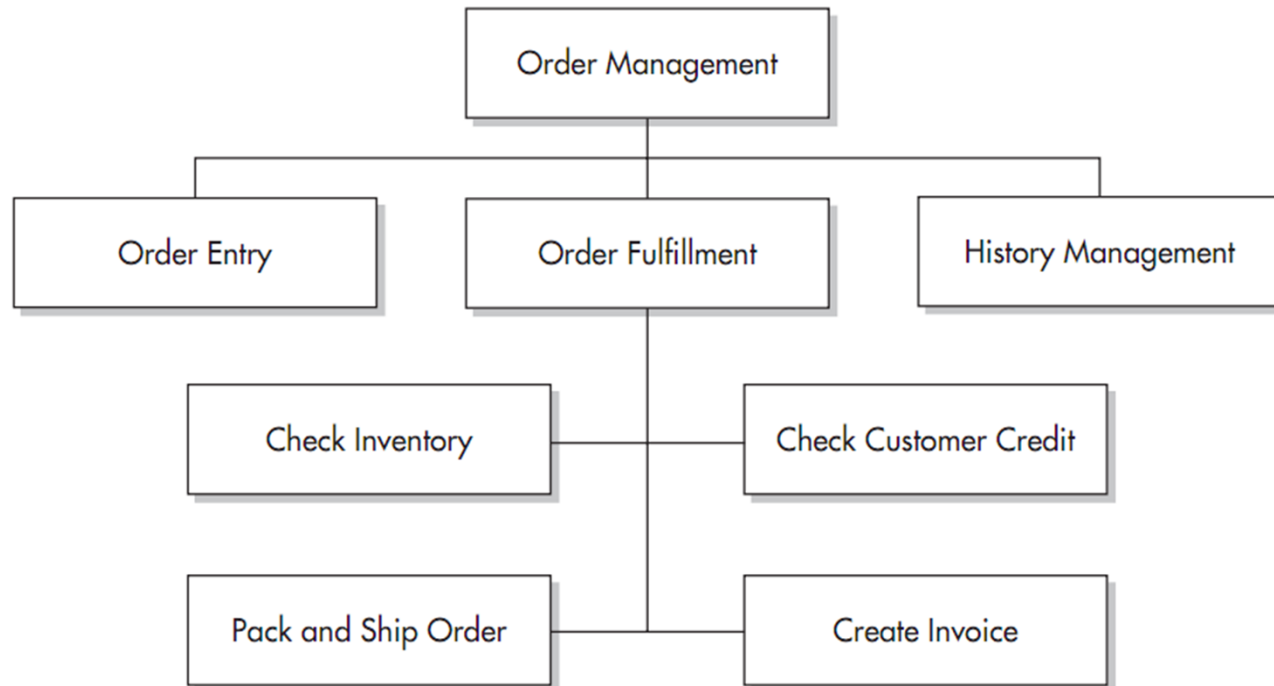 Order Management
Order Entry
Order Fulfillment
History Management
Check Inventory
Check Customer Credit
Pack and Ship Order
Create Invoice